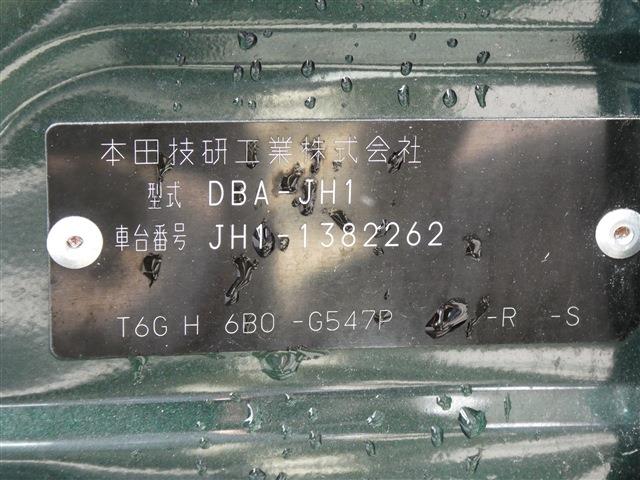 本田技研工業株式会社
型式 DBA-JH1
車台番号 JH1-1382262
T6G H 6B0 -G547P -R -S